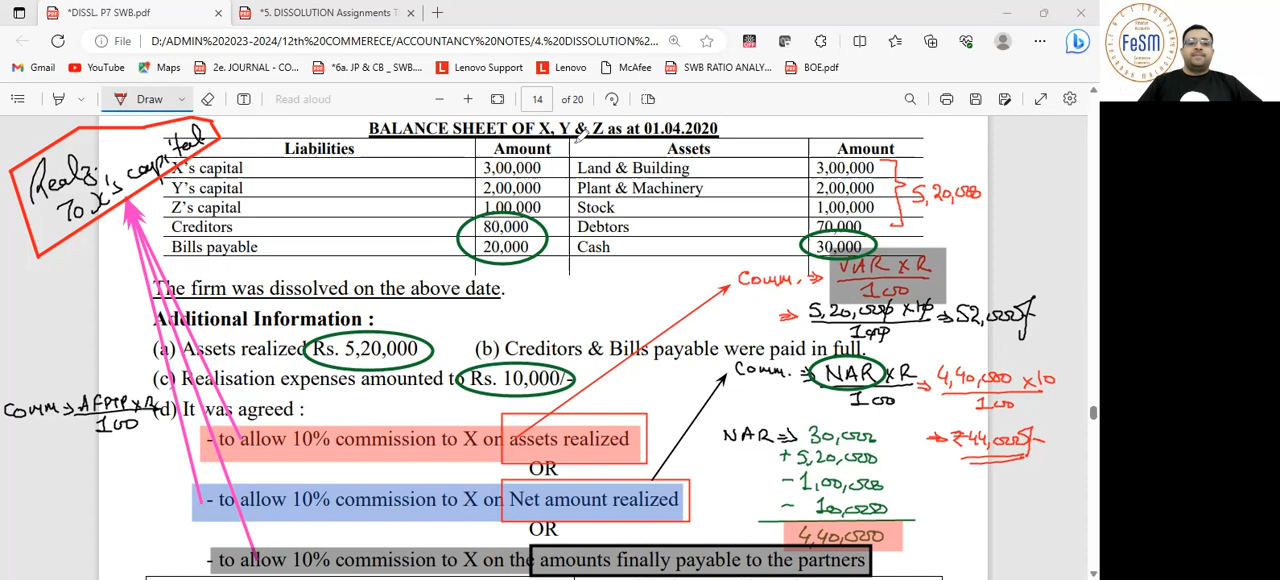 *DISSL. P7 SWB.pdf
*5. DISSOLUTION Assignments T
File
D:/ADMIN%202023-2024/12th%20COMMERECE/ACCOUNTANCY%20NOTES/4.%20DISSOLUTION%...
Gmail
YouTube
Maps
2e. JOURNAL - CO...
*6a. JP & CB _ SWB....
Lenovo Support
Lenovo
McAfee
SWB RATIO ANALY...
BOE.pdf
Draw
Read aloud
14
of 20
FeSM
BALANCE SHEET OF X, Y & Z as at 01.04.2020
Liabilities Amount Assets Amount
X's capital 3,00,000 Land & Building 3,00,000
Y's capital 2,00,000 Plant & Machinery 2,00,000
Z's capital 1,00,000 Stock 1,00,000
Creditors 80,000 Debtors 70,000
Bills payable 20,000 Cash 30,000
5,20,000
Realz.
To X's capital
The firm was dissolved on the above date.
Additional Information :
(a) Assets realized Rs. 5,20,000 (b) Creditors & Bills payable were paid in full.
(c) Realisation expenses amounted to Rs. 10,000/-
(d) It was agreed :
- to allow 10% commission to X on assets realized
OR
- to allow 10% commission to X on Net amount realized
OR
- to allow 10% commission to X on the amounts finally payable to the partners
Comm. ⇒ VAR × R
100
⇒ 5,20,000 × 10 ⇒ 52,000/-
100
Comm. ⇒ NAR × R ⇒ 4,40,000 × 10
100 100
⇒ ₹44,000/-
NAR ⇒ 30,000
+ 5,20,000
- 1,00,000
- 10,000
4,40,000
Comm ⇒ AFPTP × R
100